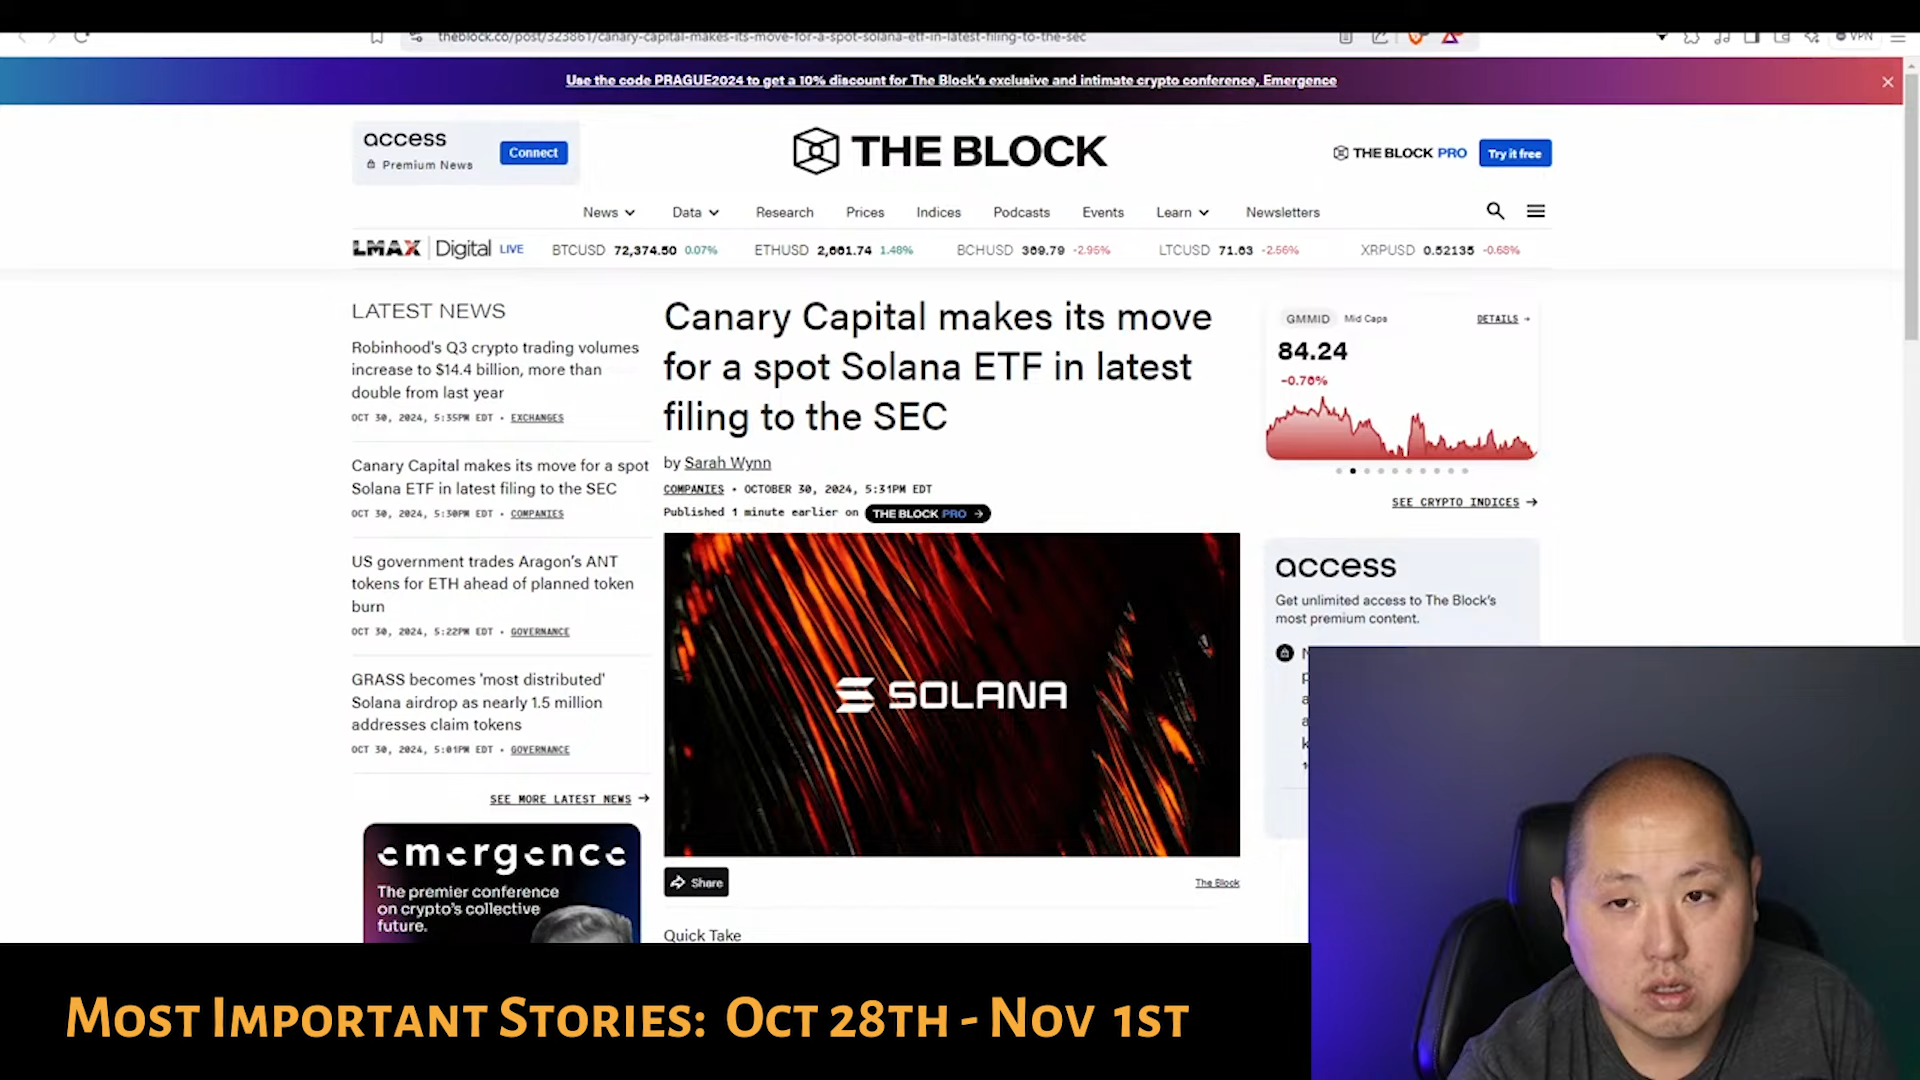 theblock.co/post/323861/canary-capital-makes-its-move-for-a-spot-solana-etf-in-latest-filing-to-the-sec
VPN
Use the code PRAGUE2024 to get a 10% discount for The Block's exclusive and intimate crypto conference, Emergence
access
Premium News
Connect
THE BLOCK
THE BLOCK PRO
Try it free
News
Data
Research
Prices
Indices
Podcasts
Events
Learn
Newsletters
LMAX Digital LIVE
BTCUSD 72,374.50 0.07%
ETHUSD 2,661.74 1.48%
BCHUSD 369.79 -2.95%
LTCUSD 71.63 -2.56%
XRPUSD 0.52135 -0.68%
LATEST NEWS
Robinhood's Q3 crypto trading volumes
increase to $14.4 billion, more than
double from last year
OCT 30, 2024, 5:35PM EDT • EXCHANGES
Canary Capital makes its move for a spot
Solana ETF in latest filing to the SEC
OCT 30, 2024, 5:30PM EDT • COMPANIES
US government trades Aragon's ANT
tokens for ETH ahead of planned token
burn
OCT 30, 2024, 5:22PM EDT • GOVERNANCE
GRASS becomes 'most distributed'
Solana airdrop as nearly 1.5 million
addresses claim tokens
OCT 30, 2024, 5:01PM EDT • GOVERNANCE
SEE MORE LATEST NEWS →
emergence
The premier conference
on crypto's collective
future.
Canary Capital makes its move
for a spot Solana ETF in latest
filing to the SEC
by Sarah Wynn
COMPANIES • OCTOBER 30, 2024, 5:31PM EDT
Published 1 minute earlier on THE BLOCK PRO →
SOLANA
Share
The Block
Quick Take
GMMID Mid Caps
DETAILS →
84.24
-0.76%
SEE CRYPTO INDICES →
access
Get unlimited access to The Block's
most premium content.
MOST IMPORTANT STORIES: OCT 28TH - NOV 1ST